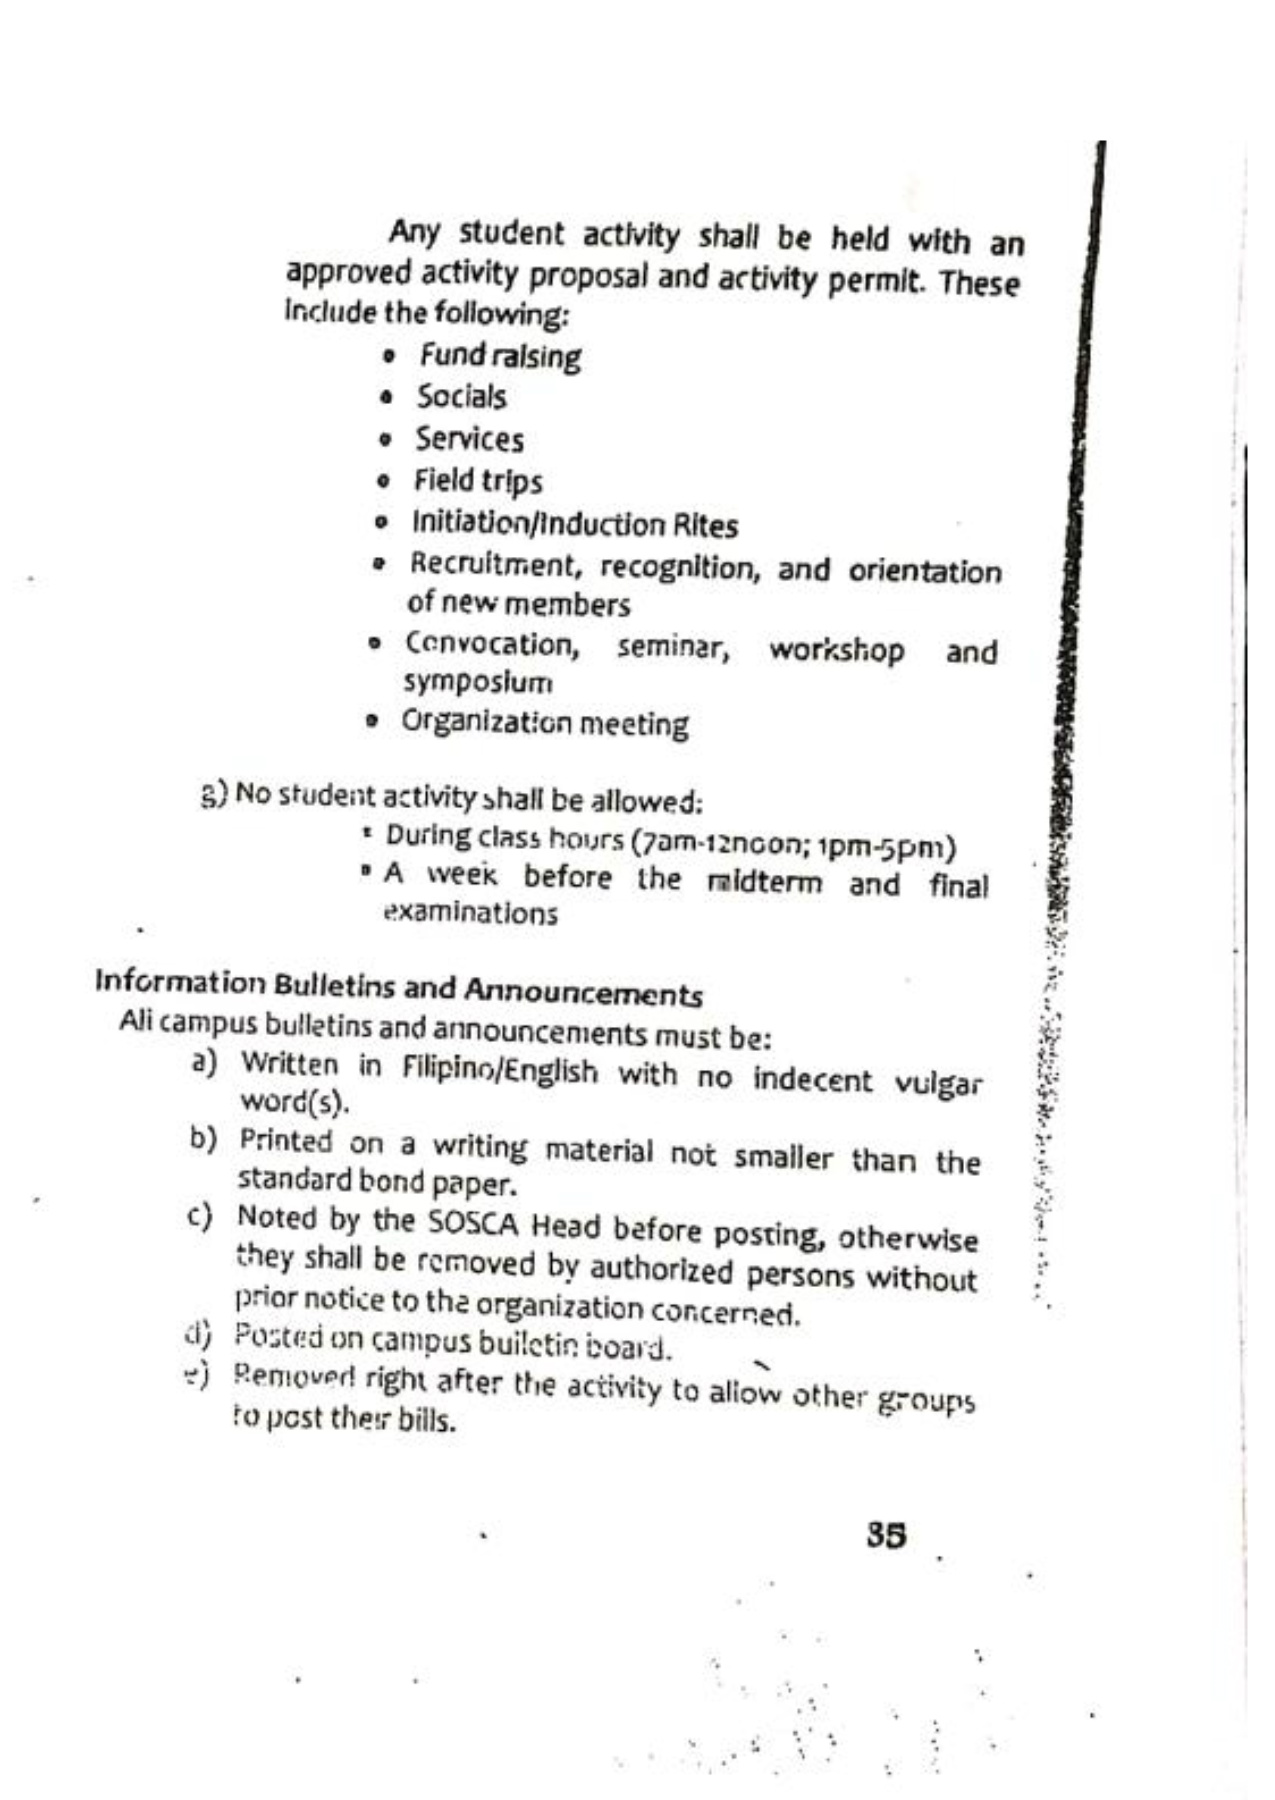 Any student activity shall be held with an
approved activity proposal and activity permit. These
include the following:
• Fund raising
• Socials
• Services
• Field trips
• Initiation/Induction Rites
• Recruitment, recognition, and orientation
of new members
• Convocation, seminar, workshop and
symposium
• Organization meeting
g) No student activity shall be allowed:
▪ During class hours (7am-12noon; 1pm-5pm)
▪ A week before the midterm and final
examinations
Information Bulletins and Announcements
All campus bulletins and announcements must be:
a) Written in Filipino/English with no indecent vulgar
word(s).
b) Printed on a writing material not smaller than the
standard bond paper.
c) Noted by the SOSCA Head before posting, otherwise
they shall be removed by authorized persons without
prior notice to the organization concerned.
d) Posted on campus bulletin board.
e) Removed right after the activity to allow other groups
to post their bills.
35